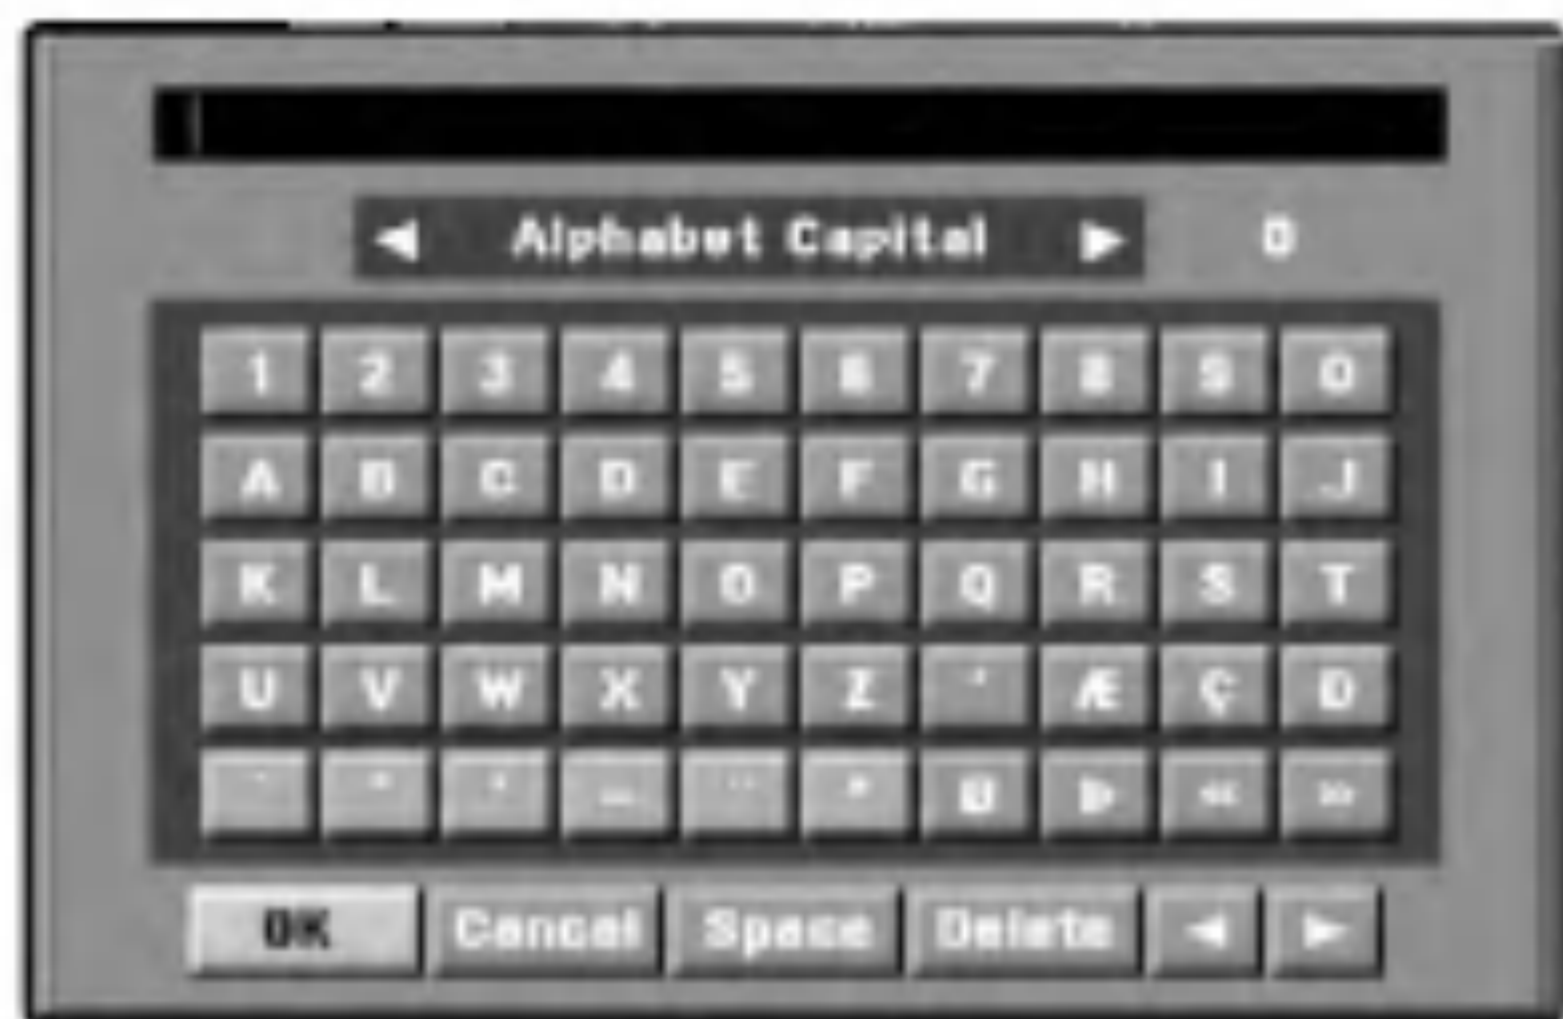 ◀ Alphabet Capital ▶ 0
1 2 3 4 5 6 7 8 9 0
A B C D E F G H I J
K L M N O P Q R S T
U V W X Y Z Æ Ç
« »
OK Cancel Space Delete ◀ ▶